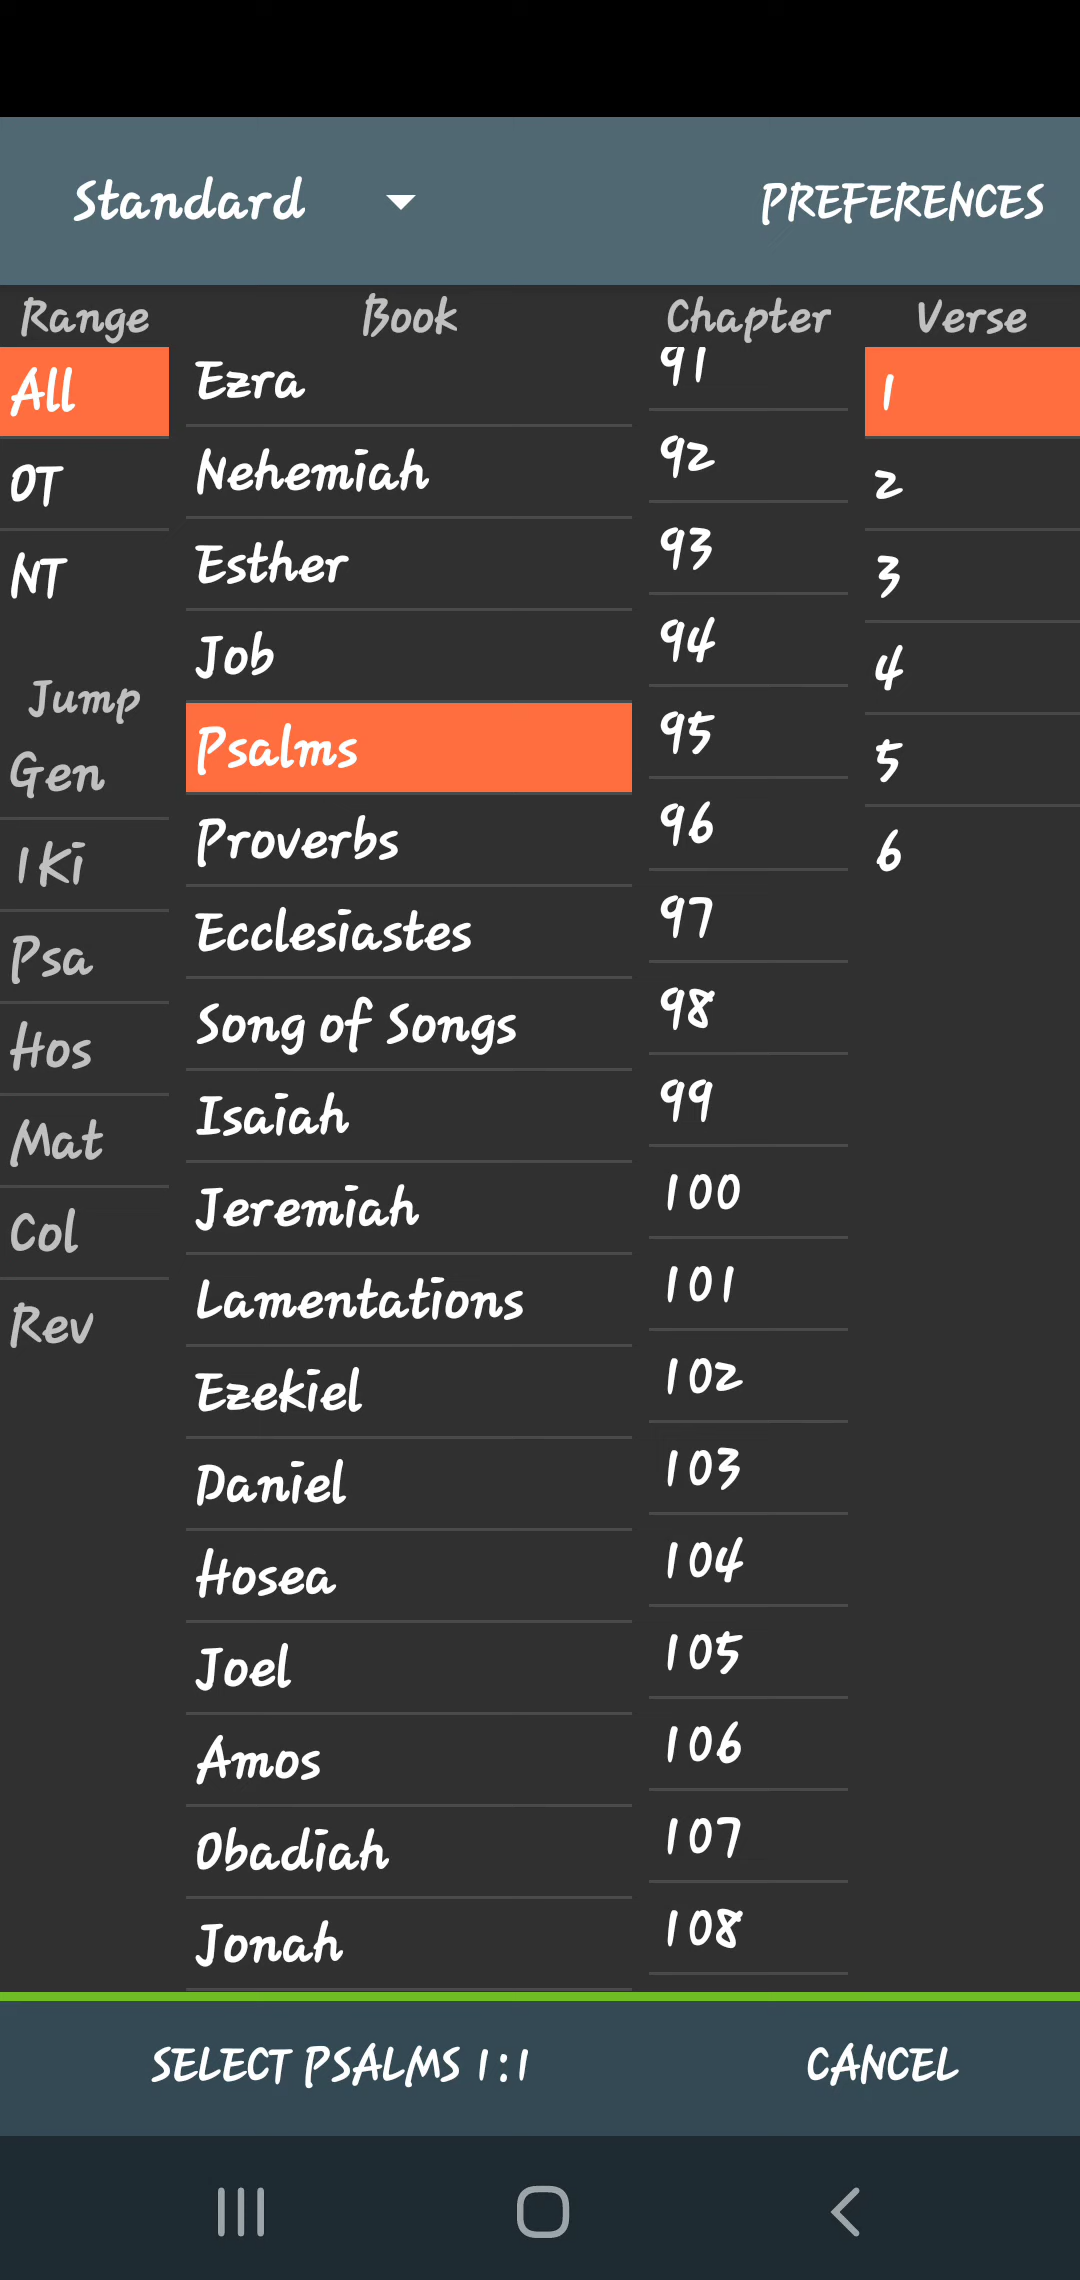 Standard
PREFERENCES
Range
Book
Chapter
Verse
All
OT
NT
Jump
Gen
1 Ki
Psa
Hos
Mat
Col
Rev
Ezra
Nehemiah
Esther
Job
Psalms
Proverbs
Ecclesiastes
Song of Songs
Isaiah
Jeremiah
Lamentations
Ezekiel
Daniel
Hosea
Joel
Amos
Obadiah
Jonah
91
92
93
94
95
96
97
98
99
100
101
102
103
104
105
106
107
108
1
2
3
4
5
6
SELECT PSALMS 1:1
CANCEL